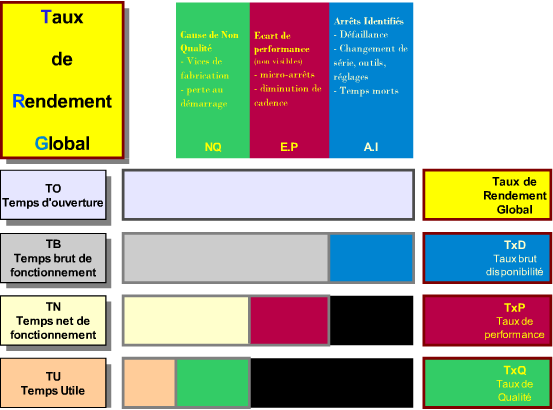 Taux
de
Rendement
Global
Cause de Non
Qualité
- Vices de
fabrication
- perte au
démarrage
NQ
Ecart de
performance
(non visibles)
- micro-arrêts
- diminution de
cadence
E.P
Arrêts Identifiés
- Défaillance
- Changement de
série, outils,
réglages
- Temps morts
A.I
TO
Temps d'ouverture
Taux de
Rendement
Global
TB
Temps brut de
fonctionnement
TxD
Taux brut
disponibilité
TN
Temps net de
fonctionnement
TxP
Taux de
performance
TU
Temps Utile
TxQ
Taux de
Qualité